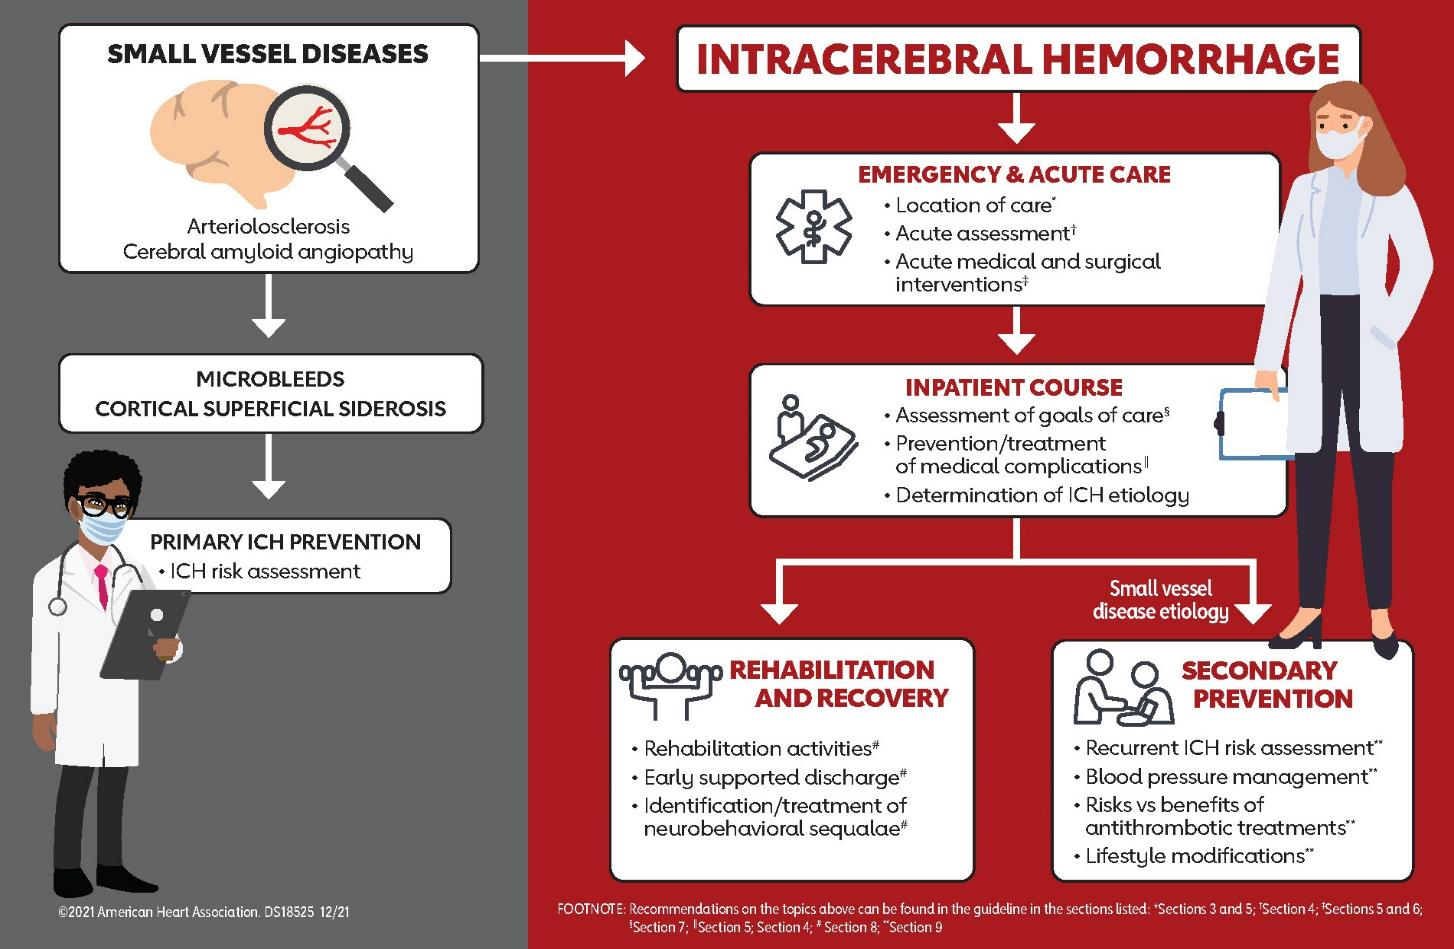 SMALL VESSEL DISEASES
Arteriolosclerosis
Cerebral amyloid angiopathy
MICROBLEEDS
CORTICAL SUPERFICIAL SIDEROSIS
PRIMARY ICH PREVENTION
• ICH risk assessment
©2021 American Heart Association. DS18525 12/21
INTRACEREBRAL HEMORRHAGE
EMERGENCY & ACUTE CARE
• Location of care*
• Acute assessment†
• Acute medical and surgical
interventions‡
INPATIENT COURSE
• Assessment of goals of care§
• Prevention/treatment
of medical complications‖
• Determination of ICH etiology
Small vessel
disease etiology
REHABILITATION
AND RECOVERY
• Rehabilitation activities#
• Early supported discharge#
• Identification/treatment of
neurobehavioral sequalae#
SECONDARY
PREVENTION
• Recurrent ICH risk assessment**
• Blood pressure management**
• Risks vs benefits of
antithrombotic treatments**
• Lifestyle modifications**
FOOTNOTE: Recommendations on the topics above can be found in the guideline in the sections listed: *Sections 3 and 5; †Section 4; ‡Sections 5 and 6;
§Section 7; ‖Section 5; Section 4; # Section 8; **Section 9